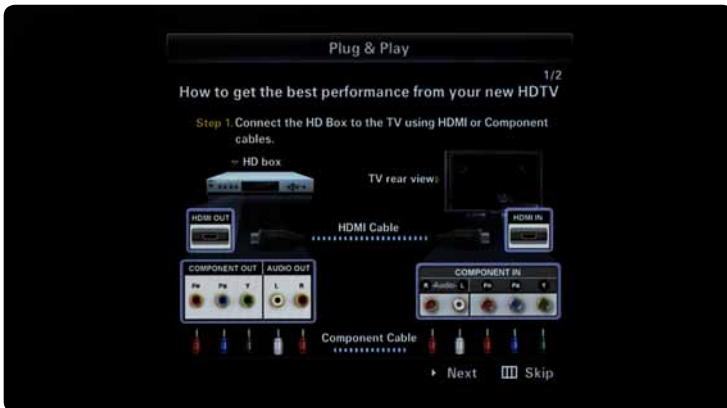 Plug & Play
1/2
How to get the best performance from your new HDTV
Step 1. Connect the HD Box to the TV using HDMI or Component
cables.
HD box
TV rear view
HDMI OUT
HDMI Cable
HDMI IN
COMPONENT OUT AUDIO OUT
PR PB Y L R
COMPONENT IN
R Audio L PR PB Y
Component Cable
Next Skip